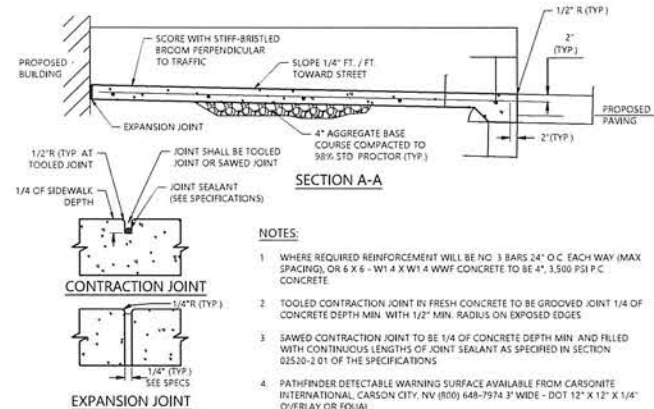 1/2" R (TYP.)
SCORE WITH STIFF-BRISTLED
BROOM PERPENDICULAR
TO TRAFFIC
2"
(TYP.)
PROPOSED
BUILDING
SLOPE 1/4" FT. / FT.
TOWARD STREET
PROPOSED
PAVING
EXPANSION JOINT
4" AGGREGATE BASE
COURSE COMPACTED TO
98% STD PROCTOR (TYP.)
2"(TYP.)
SECTION A-A
1/2"R (TYP. AT
TOOLED JOINT
JOINT SHALL BE TOOLED
JOINT OR SAWED JOINT
1/4 OF SIDEWALK
DEPTH
JOINT SEALANT
(SEE SPECIFICATIONS)
CONTRACTION JOINT
1/4"R (TYP.)
1/4" (TYP.)
SEE SPECS
EXPANSION JOINT
NOTES:
1 WHERE REQUIRED REINFORCEMENT WILL BE NO 3 BARS 24" O C EACH WAY (MAX
SPACING), OR 6 X 6 - W1.4 X W1.4 WWF CONCRETE TO BE 4", 3,500 PSI P C
CONCRETE
2 TOOLED CONTRACTION JOINT IN FRESH CONCRETE TO BE GROOVED JOINT 1/4 OF
CONCRETE DEPTH MIN. WITH 1/2" MIN. RADIUS ON EXPOSED EDGES
3 SAWED CONTRACTION JOINT TO BE 1/4 OF CONCRETE DEPTH MIN AND FILLED
WITH CONTINUOUS LENGTHS OF JOINT SEALANT AS SPECIFIED IN SECTION
02520-2 01 OF THE SPECIFICATIONS
4. PATHFINDER DETECTABLE WARNING SURFACE AVAILABLE FROM CARSONITE
INTERNATIONAL, CARSON CITY, NV (800) 648-7974 3' WIDE - DOT 12" X 12" X 1/4"
OVERLAY OR EQUAL